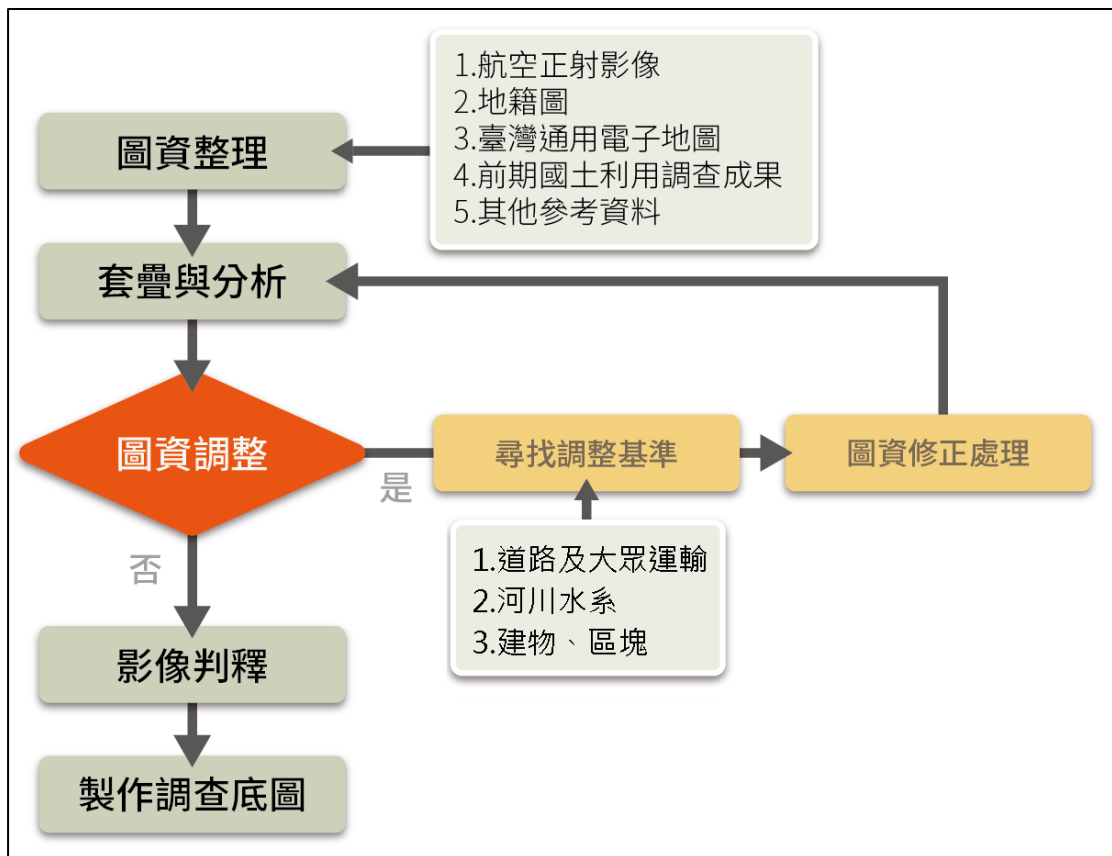 1.航空正射影像
2.地籍圖
3.臺灣通用電子地圖
4.前期國土利用調查成果
5.其他參考資料
圖資整理
套疊與分析
圖資調整
是
尋找調整基準
圖資修正處理
1.道路及大眾運輸
2.河川水系
3.建物、區塊
否
影像判釋
製作調查底圖